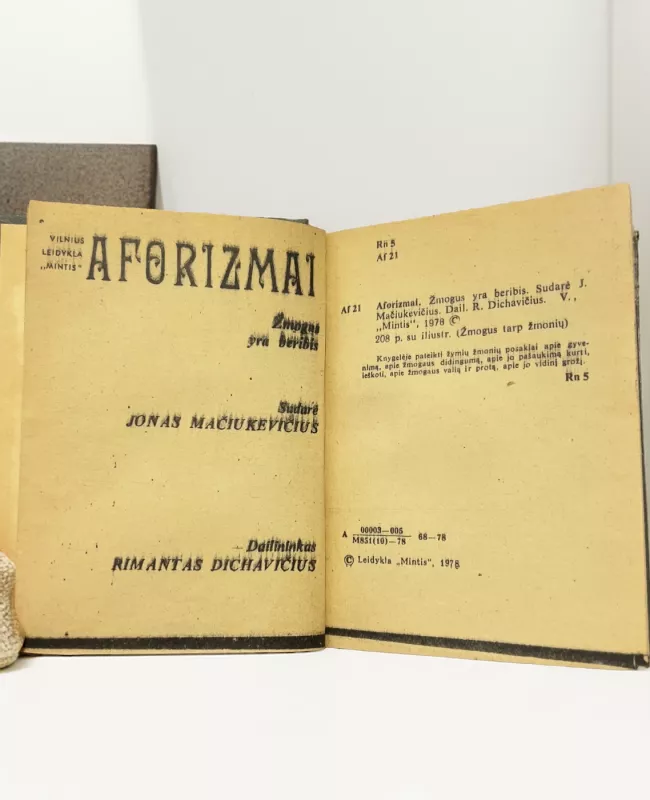 VILNIUS
LEIDYKLA
„MINTIS"
AFORIZMAI
Žmogus
yra beribis
Sudarė
JONAS MAČIUKEVIČIUS
Dailininkas
RIMANTAS DICHAVIČIUS
Rn 5
Af 21
Af 21 Aforizmai. Žmogus yra beribis. Sudarė J.
Mačiukevičius. Dail. R. Dichavičius. V.,
„Mintis", 1978 ©
208 p. su iliustr. (Žmogus tarp žmonių)
Knygelėje pateikti žymių žmonių posakiai apie gyve-
nimą, apie žmogaus didingumą, apie jo pašaukimą kurti,
ieškoti, apie žmogaus valią ir protą, apie jo vidinį grožį.
Rn 5
A 00003—005
M851(10)—78 68—78
© Leidykla „Mintis", 1978